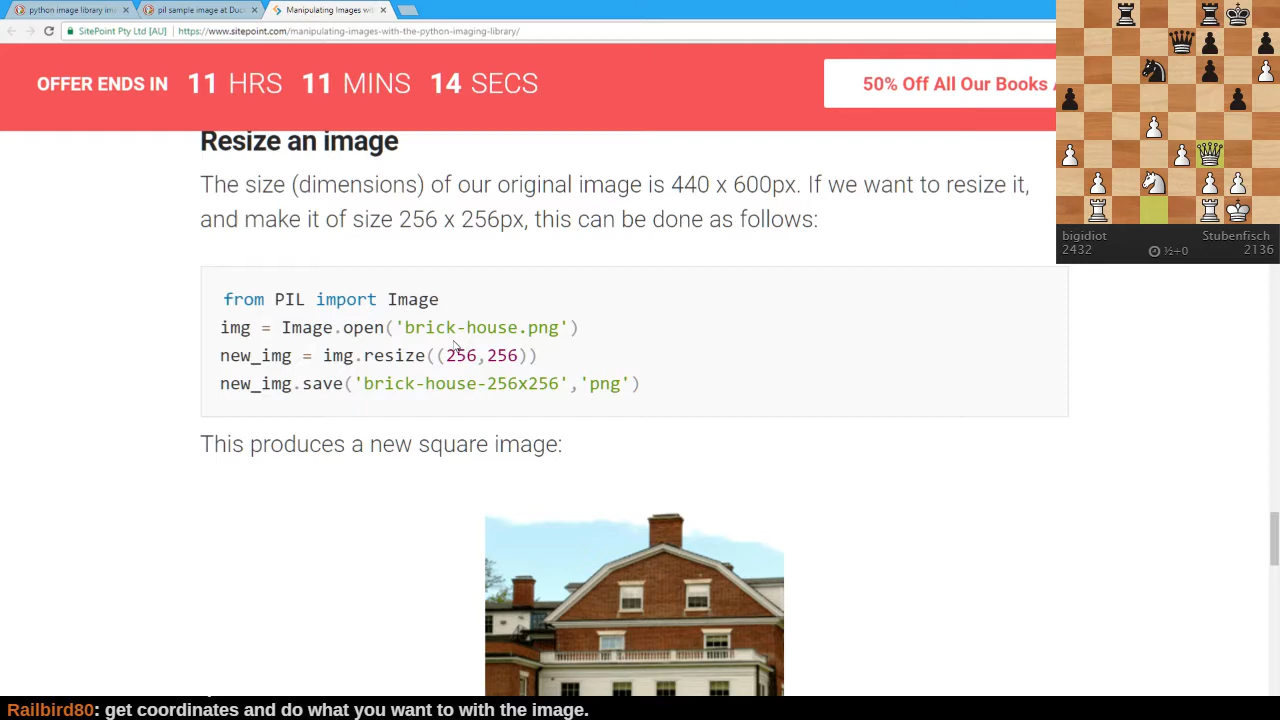 python image library im
pil sample image at Duc
Manipulating Images wit
SitePoint Pty Ltd [AU] https://www.sitepoint.com/manipulating-images-with-the-python-imaging-library/
OFFER ENDS IN 11 HRS 11 MINS 14 SECS
50% Off All Our Books
Resize an image
The size (dimensions) of our original image is 440 x 600px. If we want to resize it,
and make it of size 256 x 256px, this can be done as follows:
from PIL import Image
img = Image.open('brick-house.png')
new_img = img.resize((256,256))
new_img.save('brick-house-256x256','png')
This produces a new square image:
bigidiot Stubenfisch
2432 ½+0 2136
Railbird80: get coordinates and do what you want to with the image.